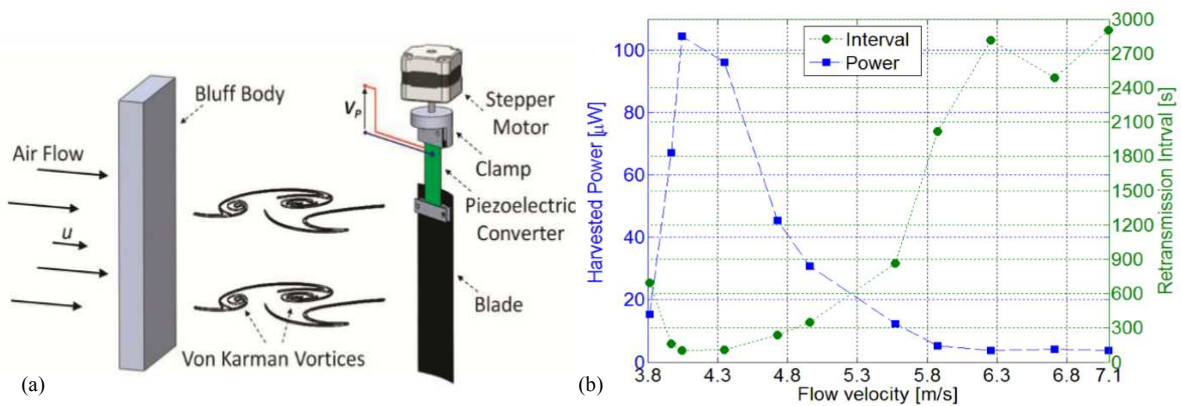 Bluff Body
Air Flow
u
Von Karman Vortices
(a)
V_P
Stepper
Motor
Clamp
Piezoelectric
Converter
Blade
(b)
Interval
Power
Harvested Power [μW]
100
80
60
40
20
0
3.8 4.3 4.8 5.3 5.8 6.3 6.8 7.1
Flow velocity [m/s]
3000
2700
2400
2100
1800
1500
1200
900
600
300
0
Retransmission Intrval [s]